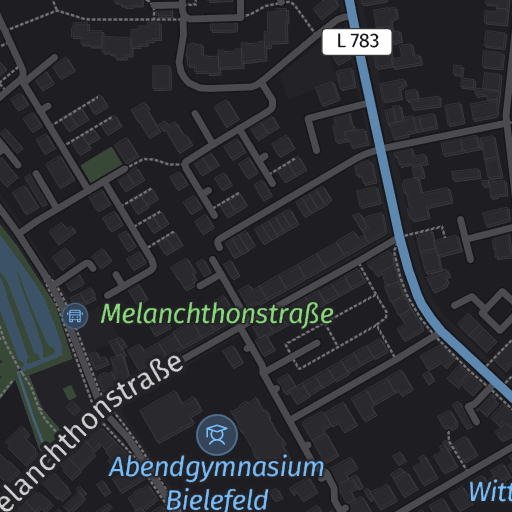 L 783
Melanchthonstraße
elanchthonstraße
Abendgymnasium
Bielefeld
Witt